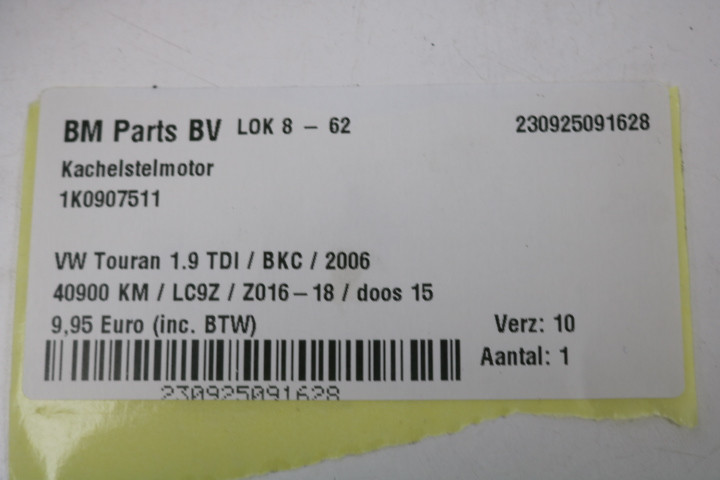 BM Parts BV LOK 8 – 62 230925091628
Kachelstelmotor
1K0907511
VW Touran 1.9 TDI / BKC / 2006
40900 KM / LC9Z / Z016–18 / doos 15
9,95 Euro (inc. BTW) Verz: 10
Aantal: 1
230925091628